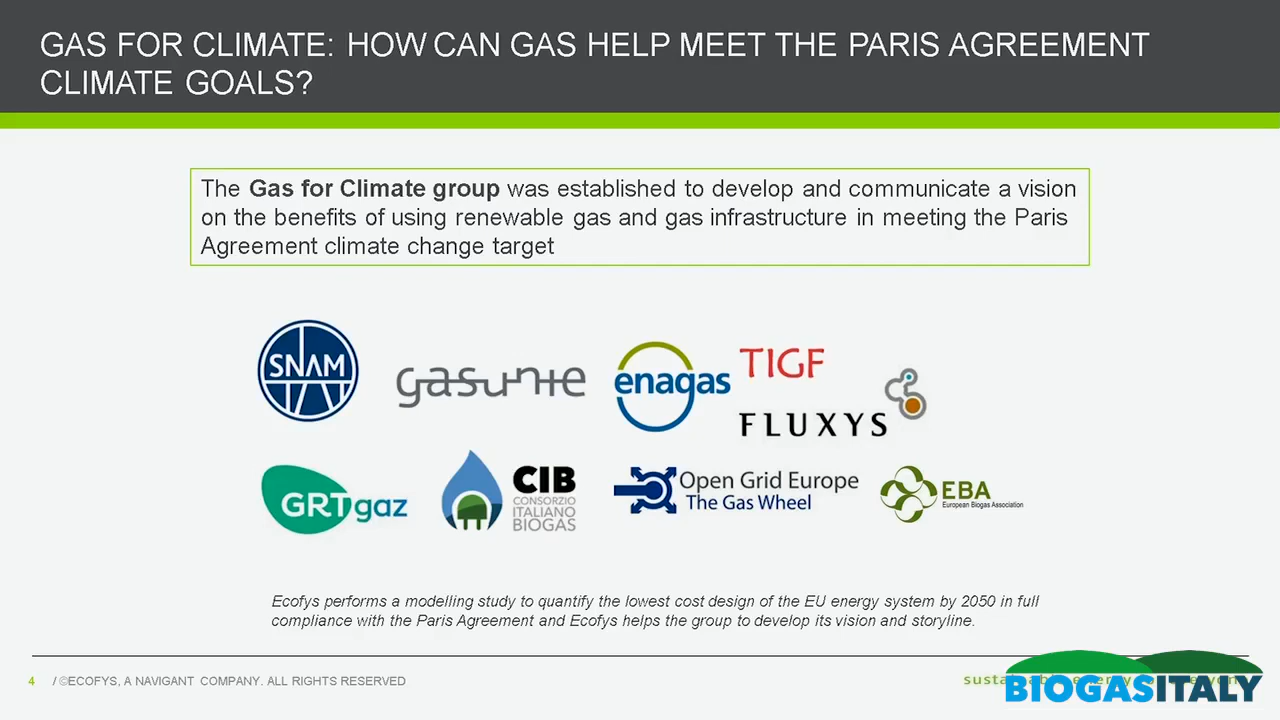 GAS FOR CLIMATE: HOW CAN GAS HELP MEET THE PARIS AGREEMENT
CLIMATE GOALS?
The Gas for Climate group was established to develop and communicate a vision
on the benefits of using renewable gas and gas infrastructure in meeting the Paris
Agreement climate change target
SNAM
gasunie
enagas
TIGF
FLUXYS
GRTgaz
CIB
CONSORZIO
ITALIANO
BIOGAS
Open Grid Europe
The Gas Wheel
EBA
European Biogas Association
Ecofys performs a modelling study to quantify the lowest cost design of the EU energy system by 2050 in full
compliance with the Paris Agreement and Ecofys helps the group to develop its vision and storyline.
4 / ©ECOFYS, A NAVIGANT COMPANY. ALL RIGHTS RESERVED
BIOGASITALY